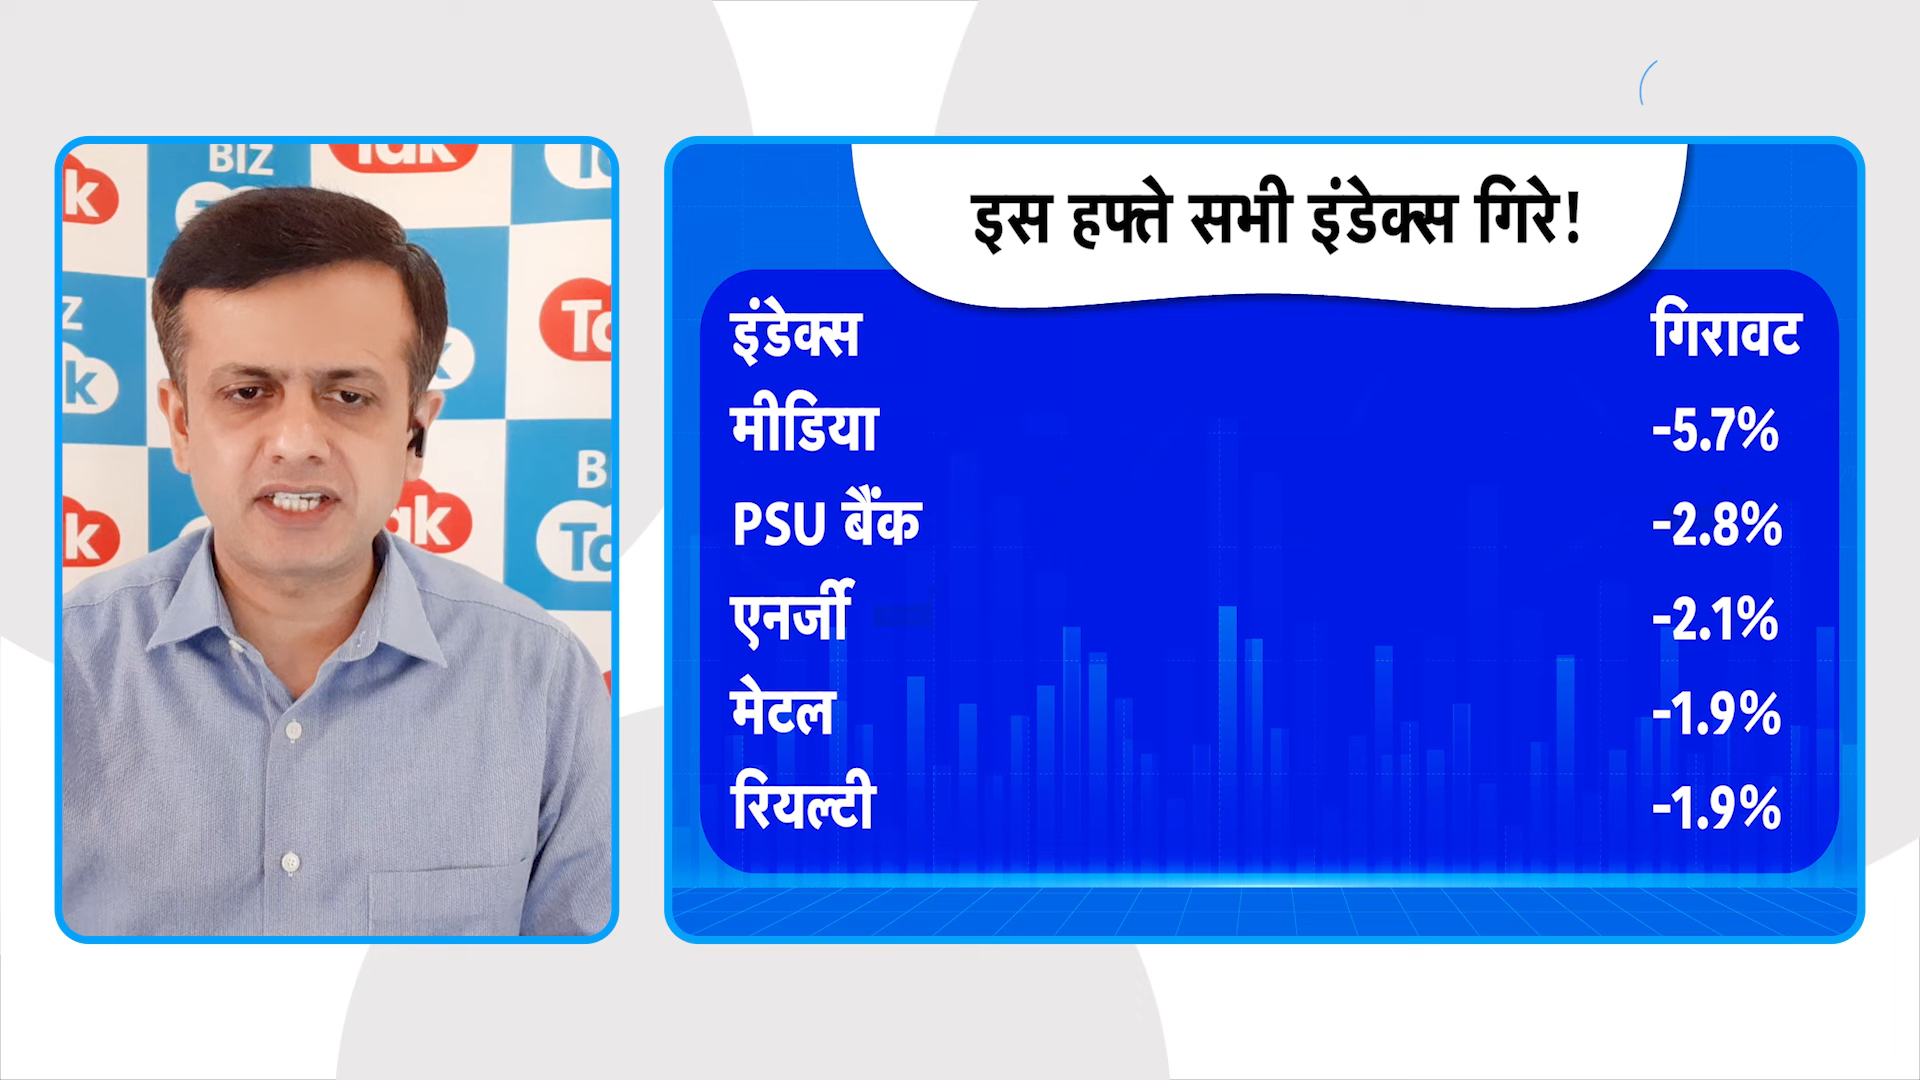 BIZ
Tak
इस हफ्ते सभी इंडेक्स गिरे!
इंडेक्स गिरावट
मीडिया -5.7%
PSU बैंक -2.8%
एनर्जी -2.1%
मेटल -1.9%
रियल्टी -1.9%